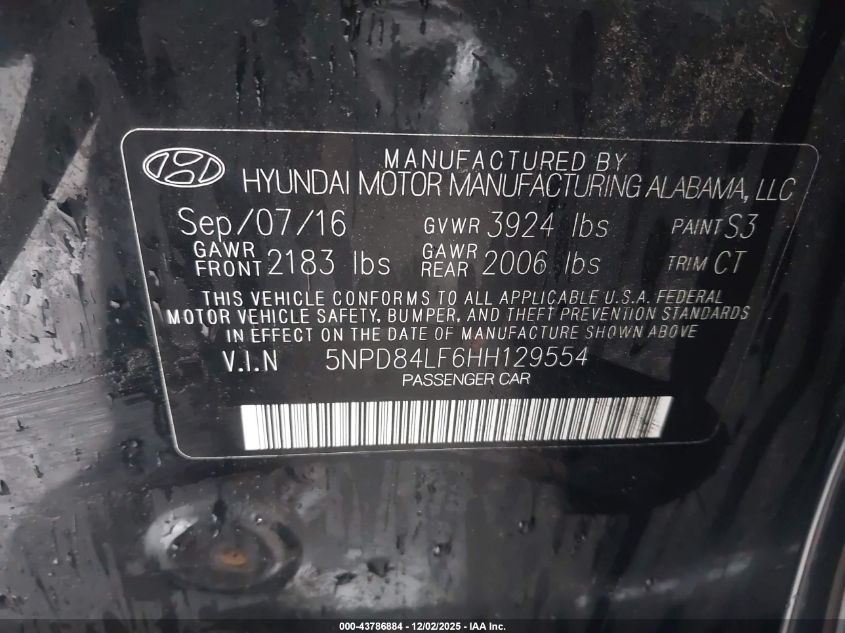 MANUFACTURED BY
HYUNDAI MOTOR MANUFACTURING ALABAMA, LLC
Sep/07/16 GVWR 3924 lbs PAINT S3
GAWR FRONT 2183 lbs GAWR REAR 2006 lbs TRIM CT
THIS VEHICLE CONFORMS TO ALL APPLICABLE U.S.A. FEDERAL
MOTOR VEHICLE SAFETY, BUMPER, AND THEFT PREVENTION STANDARDS
IN EFFECT ON THE DATE OF MANUFACTURE SHOWN ABOVE
V.I.N 5NPD84LF6HH129554
PASSENGER CAR
000-43786884 - 12/02/2025 - IAA Inc.